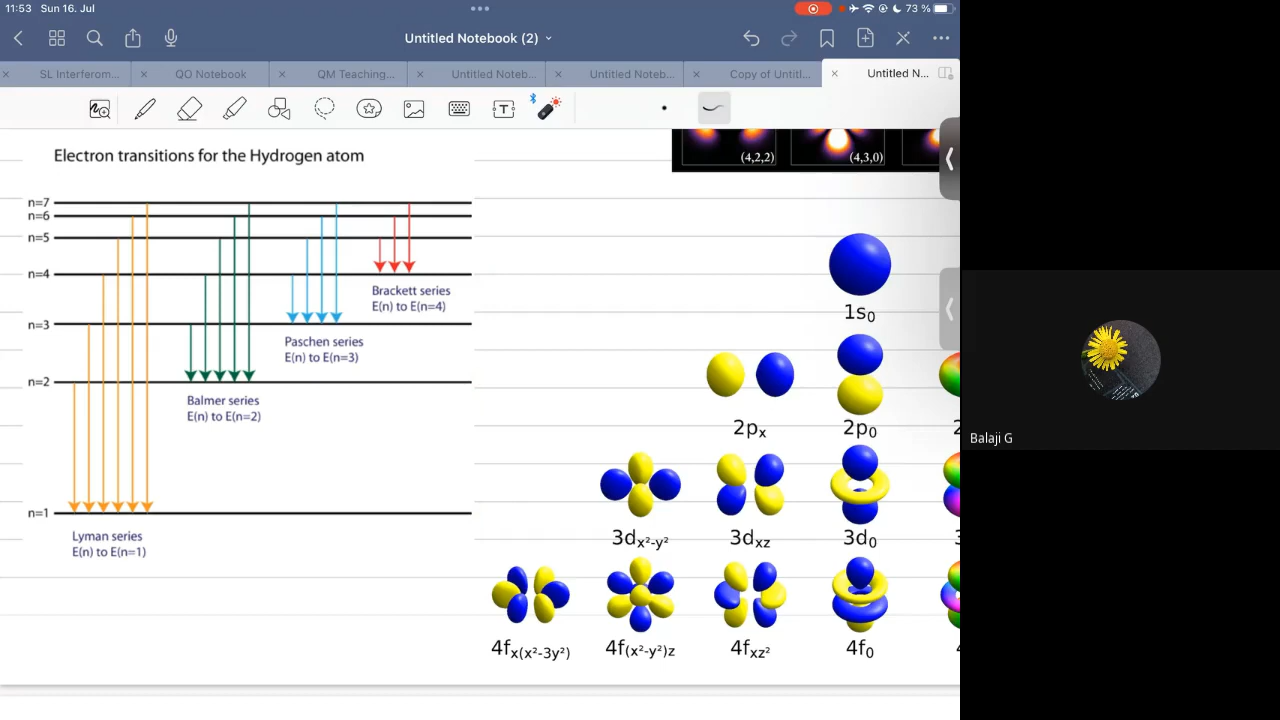 11:53 Sun 16. Jul
73 %
Untitled Notebook (2)
SL Interferom...
QO Notebook
QM Teaching...
Untitled Noteb...
Untitled Noteb...
Copy of Untitl...
Untitled N...
T
Electron transitions for the Hydrogen atom
(4,2,2)
(4,3,0)
n=7
n=6
n=5
n=4
Brackett series
E(n) to E(n=4)
n=3
Paschen series
E(n) to E(n=3)
n=2
Balmer series
E(n) to E(n=2)
n=1
Lyman series
E(n) to E(n=1)
1s₀
2pₓ
2p₀
2
3dx²-y²
3dxz
3d₀
3
4fx(x²-3y²)
4f(x²-y²)z
4fxz²
4f₀
4
Balaji G